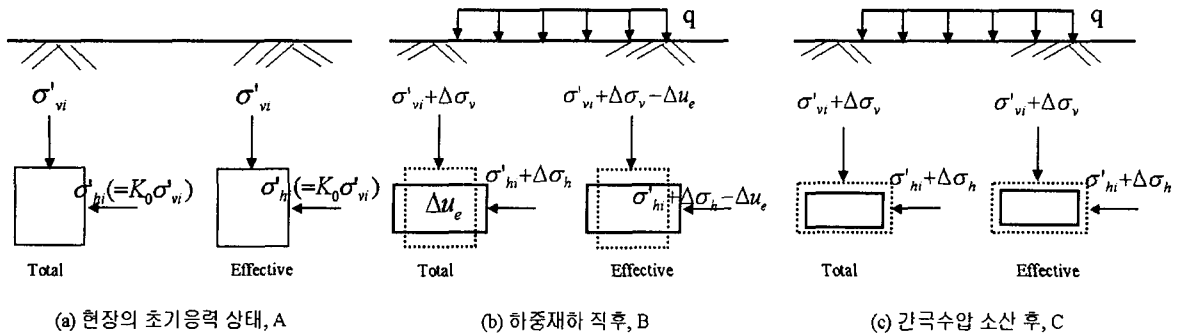 q
q
σ'vi
σ'vi
σ'vi+Δσv
σ'vi+Δσv−Δue
σ'vi+Δσv
σ'vi+Δσv
σ'hi(=K0σ'vi)
σ'h(=K0σ'vi)
Δue
σ'hi+Δσh
σ'hi+Δσh−Δue
σ'hi+Δσh
σ'hi+Δσh
Total
Effective
Total
Effective
Total
Effective
(a) 현장의 초기응력 상태, A
(b) 하중재하 직후, B
(c) 간극수압 소산 후, C